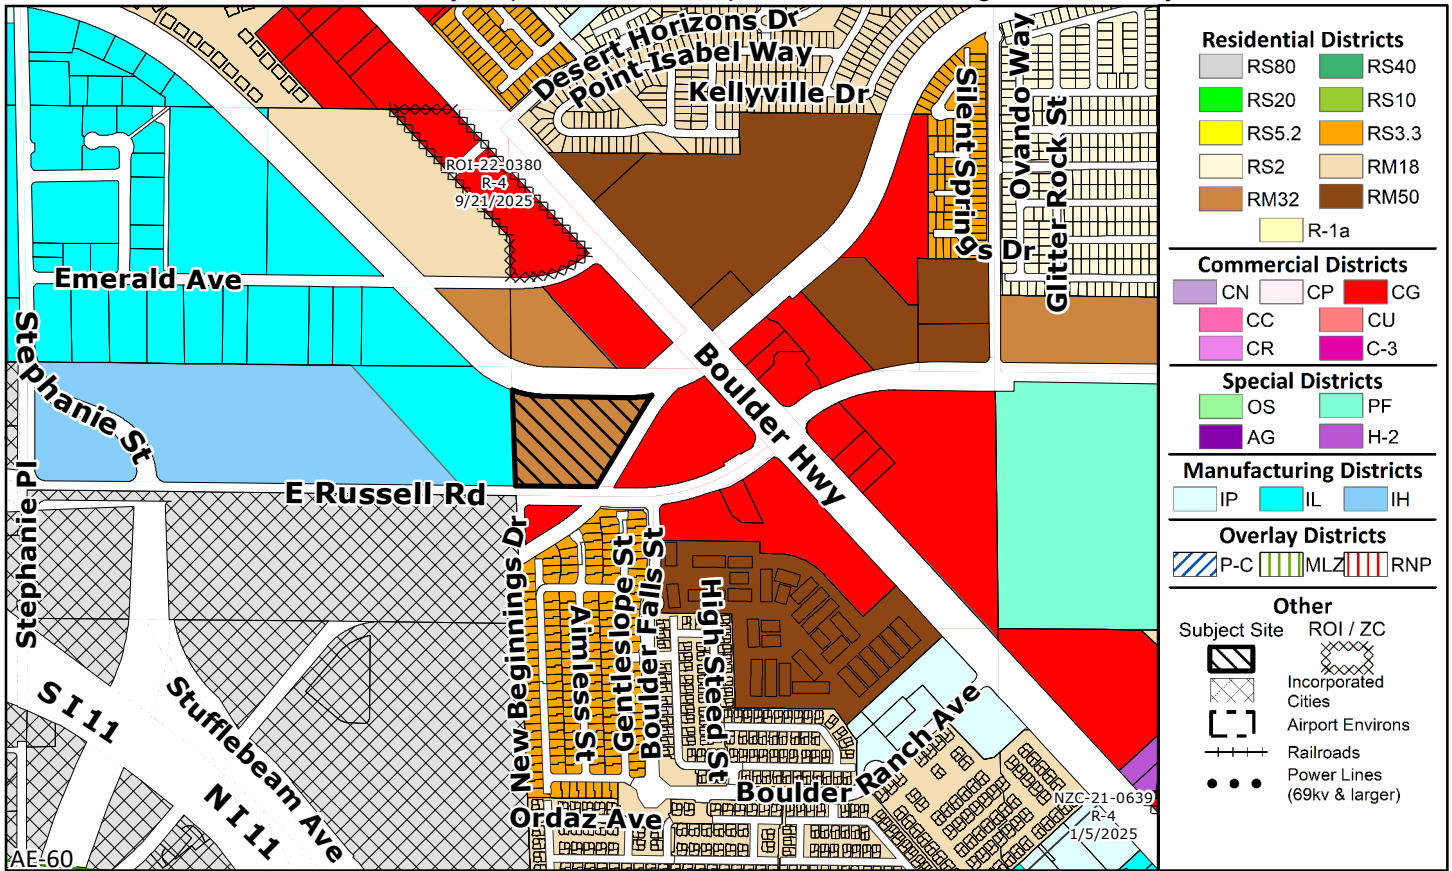 Desert Horizons Dr
Point Isabel Way
Kellyville Dr
Silent Springs Dr
Ovando Way
Glitter Rock St
ROI-22-0380
R-4
9/21/2025
Emerald Ave
Stephanie St
Boulder Hwy
Stephanie Pl
E Russell Rd
New Beginnings Dr
Aimless St
Gentleslope St
Boulder Falls St
High Steed St
S I 11
Stufflebeam Ave
N I 11
Boulder Ranch Ave
Ordaz Ave
NZC-21-0639
R-4
1/5/2025
AE-60
Residential Districts
RS80 RS40
RS20 RS10
RS5.2 RS3.3
RS2 RM18
RM32 RM50
R-1a
Commercial Districts
CN CP CG
CC CU
CR C-3
Special Districts
OS PF
AG H-2
Manufacturing Districts
IP IL IH
Overlay Districts
P-C MLZ RNP
Other
Subject Site ROI / ZC
Incorporated
Cities
Airport Environs
Railroads
Power Lines
(69kv & larger)